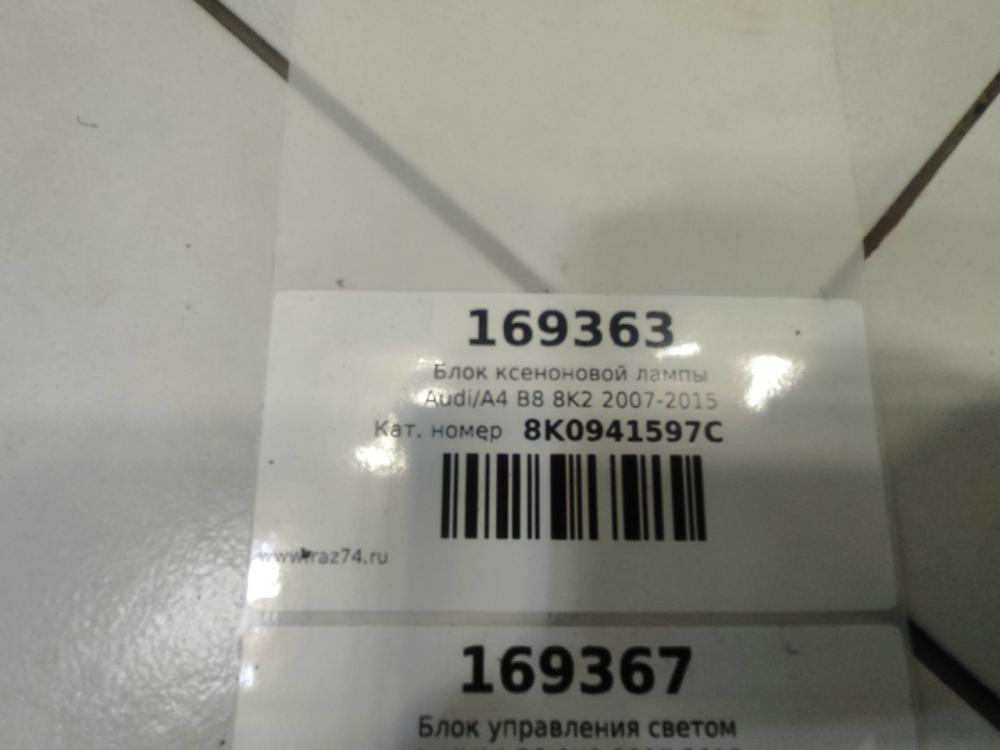 169363
Блок ксеноновой лампы
Audi/A4 B8 8K2 2007-2015
Кат. номер 8K0941597C
www.raz74.ru
169367
Блок управления светом